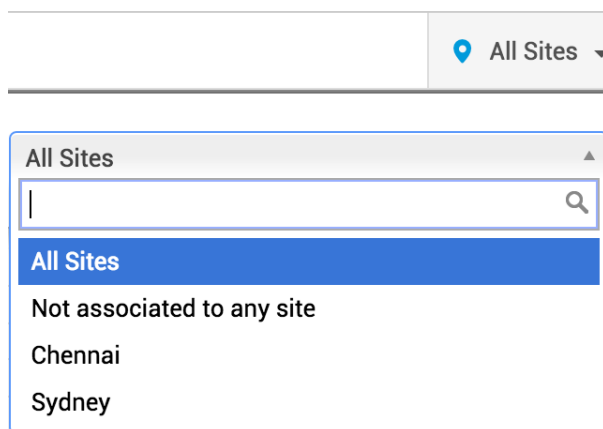 All Sites
All Sites
All Sites
Not associated to any site
Chennai
Sydney